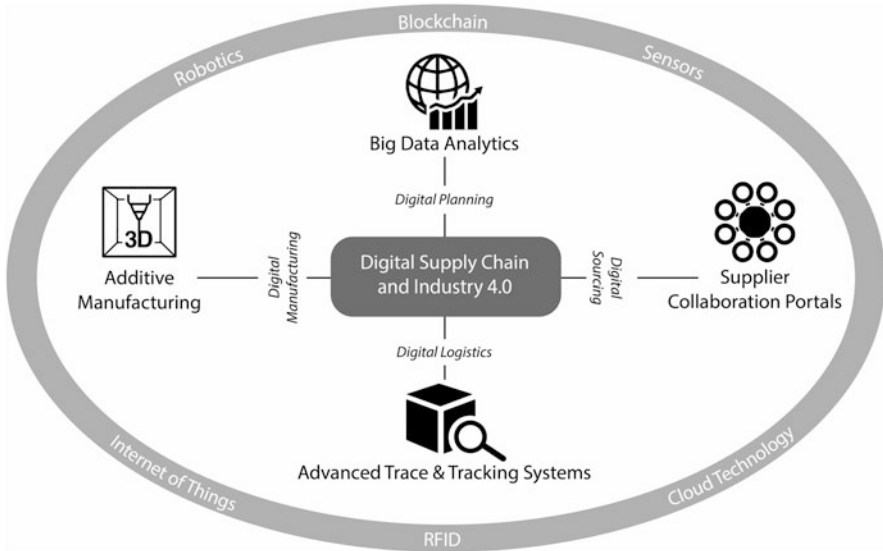 Blockchain
Robotics
Sensors
Big Data Analytics
Digital Planning
3D
Additive
Manufacturing
Digital
Manufacturing
Digital Supply Chain
and Industry 4.0
Digital
Sourcing
Supplier
Collaboration Portals
Digital Logistics
Advanced Trace & Tracking Systems
Internet of Things
Cloud Technology
RFID